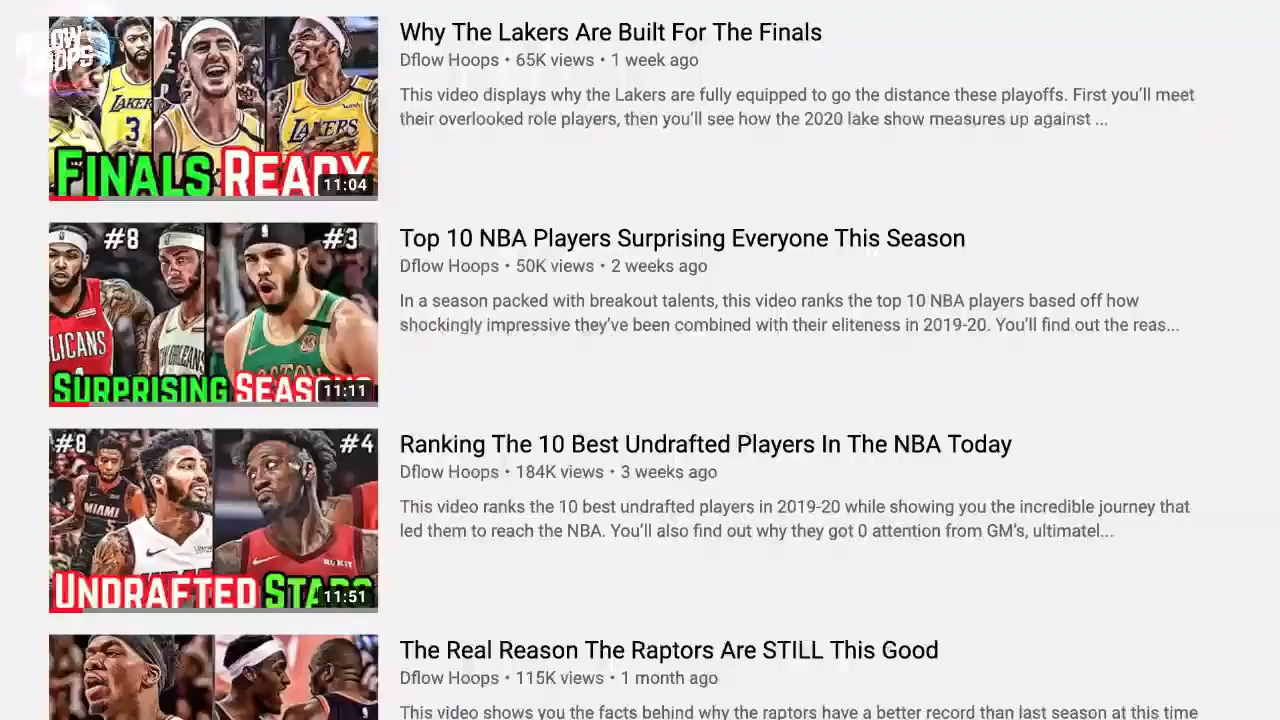 Why The Lakers Are Built For The Finals
Dflow Hoops • 65K views • 1 week ago
This video displays why the Lakers are fully equipped to go the distance these playoffs. First you'll meet
their overlooked role players, then you'll see how the 2020 lake show measures up against ...
LAKERS
3
LAKERS
FINALS READY
11:04
#8
#3
Top 10 NBA Players Surprising Everyone This Season
Dflow Hoops • 50K views • 2 weeks ago
In a season packed with breakout talents, this video ranks the top 10 NBA players based off how
shockingly impressive they've been combined with their eliteness in 2019-20. You'll find out the reas...
LICANS
SURPRISING SEAS
11:11
#8
#4
Ranking The 10 Best Undrafted Players In The NBA Today
Dflow Hoops • 184K views • 3 weeks ago
This video ranks the 10 best undrafted players in 2019-20 while showing you the incredible journey that
led them to reach the NBA. You'll also find out why they got 0 attention from GM's, ultimatel...
MIAMI
ROKIT
UNDRAFTED STARS
11:51
The Real Reason The Raptors Are STILL This Good
Dflow Hoops • 115K views • 1 month ago
This video shows you the facts behind why the raptors have a better record than last season at this time